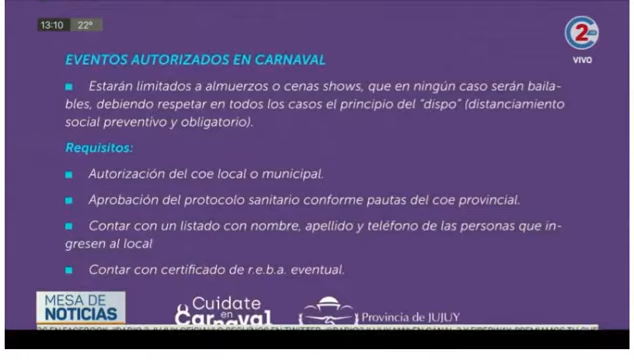 13:10 22°
2
VIVO
EVENTOS AUTORIZADOS EN CARNAVAL
Estarán limitados a almuerzos o cenas shows, que en ningún caso serán baila-
bles, debiendo respetar en todos los casos el principio del "dispo" (distanciamiento
social preventivo y obligatorio).
Requisitos:
Autorización del coe local o municipal.
Aprobación del protocolo sanitario conforme pautas del coe provincial.
Contar con un listado con nombre, apellido y teléfono de las personas que in-
gresen al local
Contar con certificado de r.e.b.a. eventual.
MESA DE
NOTICIAS
Cuidate
en
Carnaval
Provincia de JUJUY